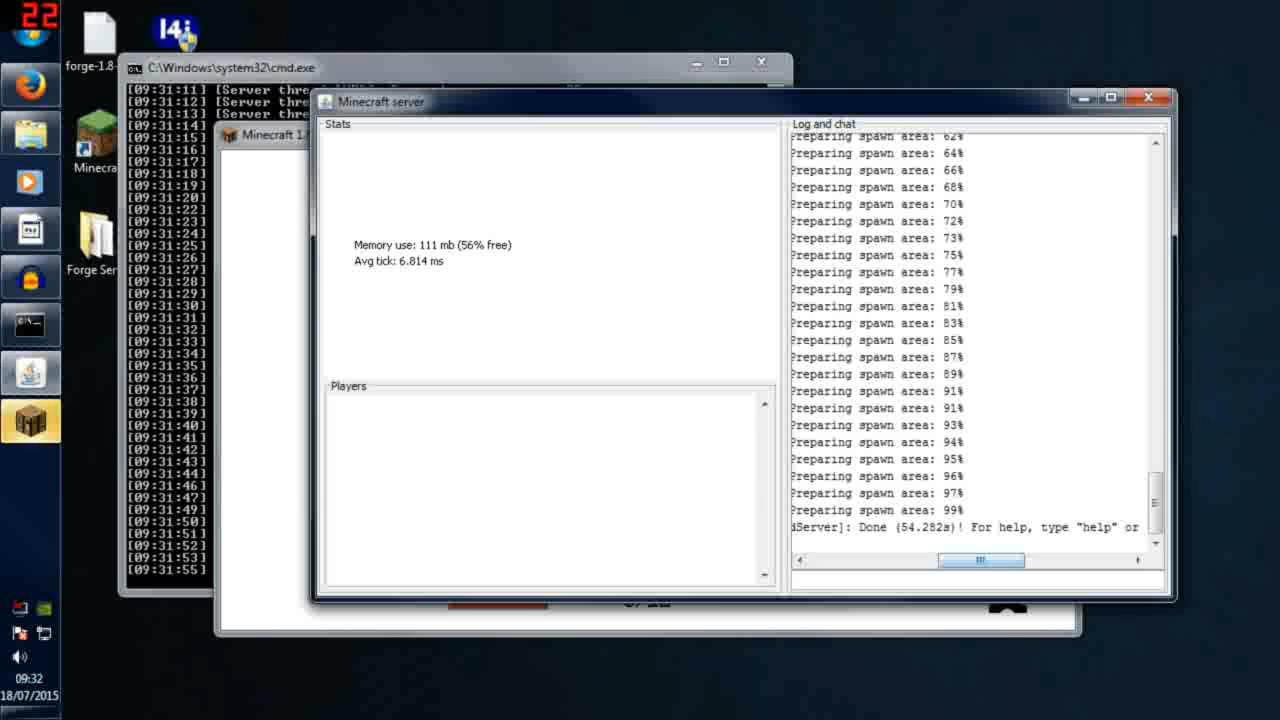 22
l4j
forge-1.8-
Minecra
Forge Ser
C:\Windows\system32\cmd.exe
[09:31:11] [Server thre
[09:31:12] [Server thre
[09:31:13] [Server thre
[09:31:14]
[09:31:15]
[09:31:16]
[09:31:17]
[09:31:18]
[09:31:19]
[09:31:20]
[09:31:22]
[09:31:23]
[09:31:24]
[09:31:25]
[09:31:26]
[09:31:27]
[09:31:28]
[09:31:29]
[09:31:30]
[09:31:31]
[09:31:32]
[09:31:33]
[09:31:34]
[09:31:35]
[09:31:36]
[09:31:37]
[09:31:38]
[09:31:39]
[09:31:40]
[09:31:41]
[09:31:42]
[09:31:43]
[09:31:44]
[09:31:46]
[09:31:47]
[09:31:49]
[09:31:50]
[09:31:51]
[09:31:52]
[09:31:53]
[09:31:55]
Minecraft 1.
Minecraft server
Stats
Memory use: 111 mb (56% free)
Avg tick: 6.814 ms
Players
Log and chat
Preparing spawn area: 62%
Preparing spawn area: 64%
Preparing spawn area: 66%
Preparing spawn area: 68%
Preparing spawn area: 70%
Preparing spawn area: 72%
Preparing spawn area: 73%
Preparing spawn area: 75%
Preparing spawn area: 77%
Preparing spawn area: 79%
Preparing spawn area: 81%
Preparing spawn area: 83%
Preparing spawn area: 85%
Preparing spawn area: 87%
Preparing spawn area: 89%
Preparing spawn area: 91%
Preparing spawn area: 91%
Preparing spawn area: 93%
Preparing spawn area: 94%
Preparing spawn area: 95%
Preparing spawn area: 96%
Preparing spawn area: 97%
Preparing spawn area: 99%
dServer]: Done (54.282s)! For help, type "help" or
09:32
18/07/2015